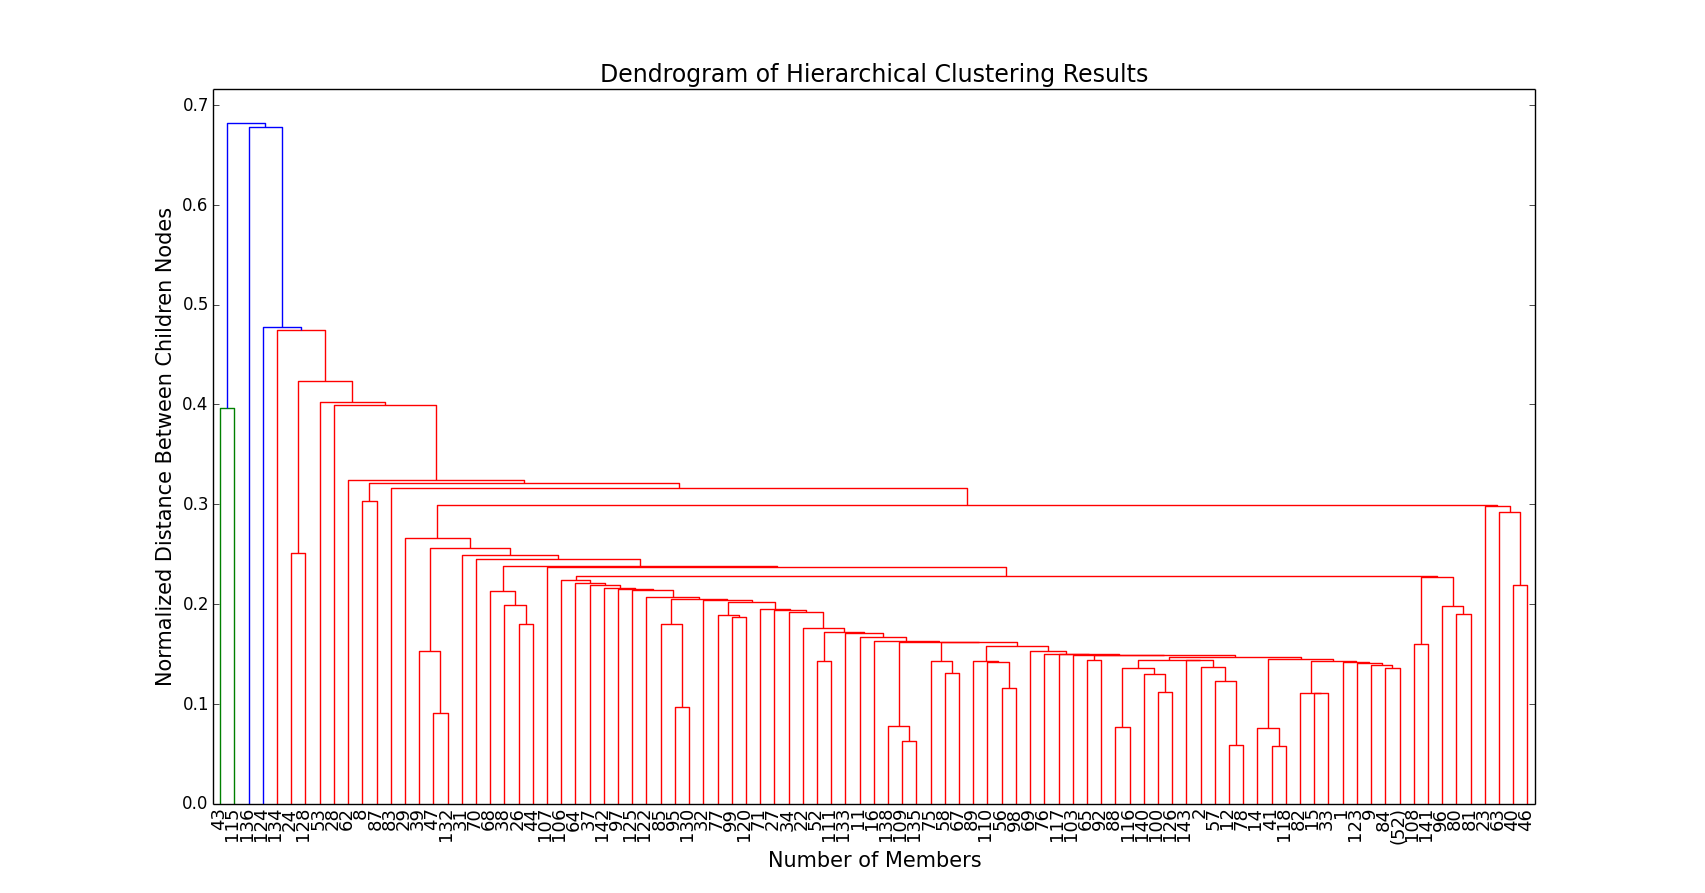 Dendrogram of Hierarchical Clustering Results
0.7
0.6
0.5
0.4
0.3
0.2
0.1
0.0
Normalized Distance Between Children Nodes
43 115 136 124 134 24 128 53 28 62 8 87 83 29 39 47 132 31 70 68 38 26 44 107 106 64 37 142 97 125 122 85 95 130 32 77 99 120 71 27 34 22 52 111 133 11 16 138 109 135 75 58 67 89 110 56 98 69 76 117 103 65 92 88 116 140 100 126 143 2 57 12 78 14 41 118 82 15 33 1 123 9 84 (52) 108 141 96 80 81 23 63 40 46
Number of Members